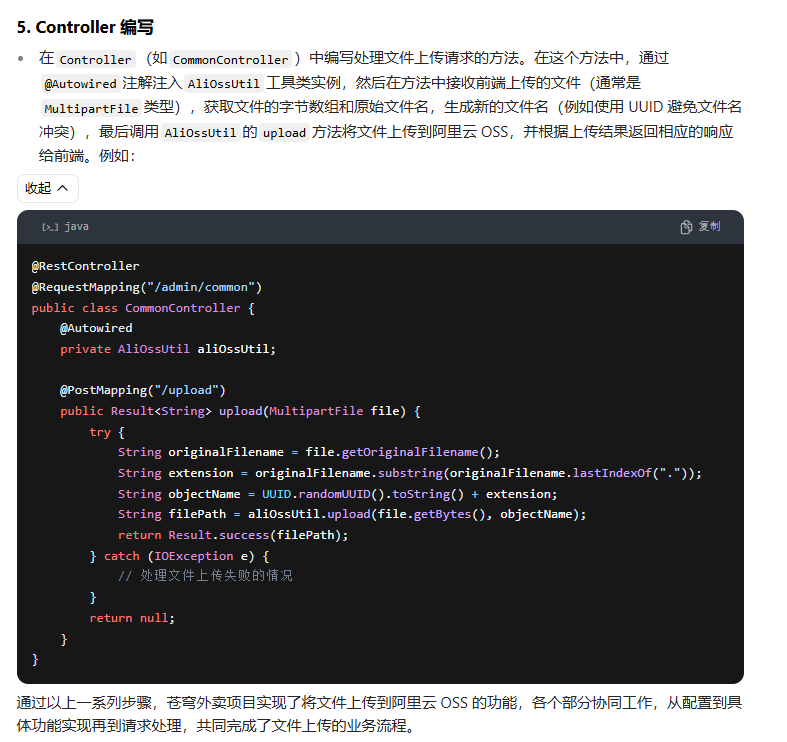 5. Controller 编写
在 Controller （如 CommonController ）中编写处理文件上传请求的方法。在这个方法中，通过
@Autowired 注解注入 AliOssUtil 工具类实例，然后在方法中接收前端上传的文件（通常是
MultipartFile 类型），获取文件的字节数组和原始文件名，生成新的文件名（例如使用 UUID 避免文件名
冲突），最后调用 AliOssUtil 的 upload 方法将文件上传到阿里云 OSS，并根据上传结果返回相应的响应
给前端。例如：
收起
java 复制
@RestController
@RequestMapping("/admin/common")
public class CommonController {
    @Autowired
    private AliOssUtil aliOssUtil;

    @PostMapping("/upload")
    public Result<String> upload(MultipartFile file) {
        try {
            String originalFilename = file.getOriginalFilename();
            String extension = originalFilename.substring(originalFilename.lastIndexOf("."));
            String objectName = UUID.randomUUID().toString() + extension;
            String filePath = aliOssUtil.upload(file.getBytes(), objectName);
            return Result.success(filePath);
        } catch (IOException e) {
            // 处理文件上传失败的情况
        }
        return null;
    }
}
通过以上一系列步骤，苍穹外卖项目实现了将文件上传到阿里云 OSS 的功能，各个部分协同工作，从配置到具
体功能实现再到请求处理，共同完成了文件上传的业务流程。